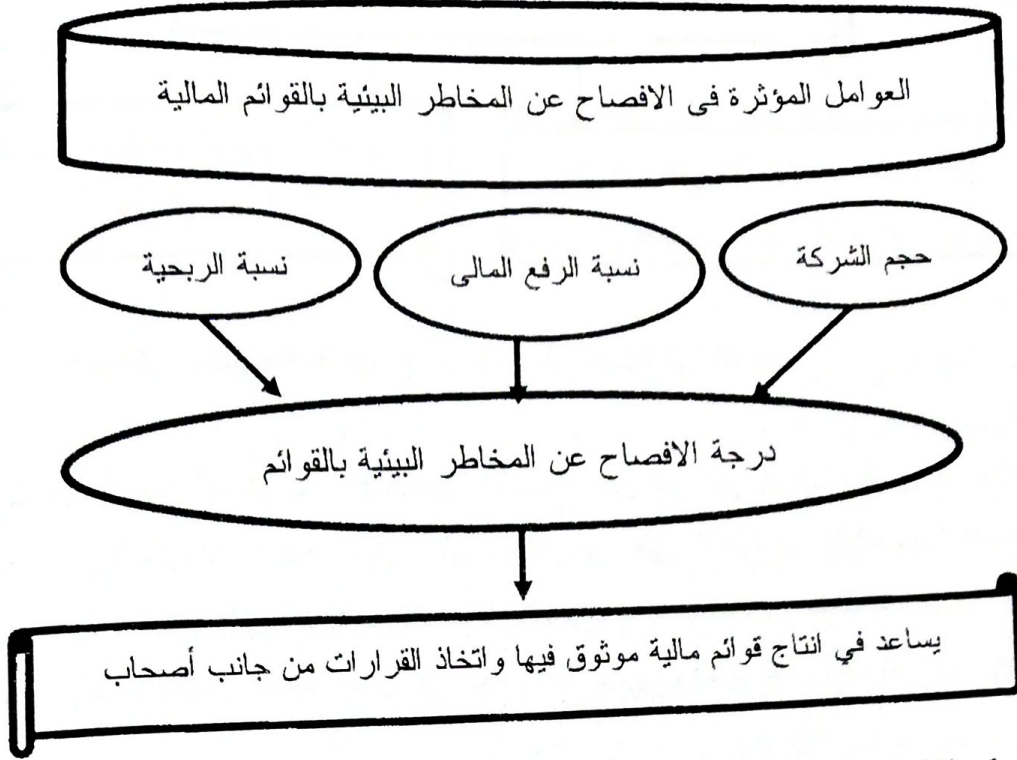 العوامل المؤثرة فى الافصاح عن المخاطر البيئية بالقوائم المالية
حجم الشركة
نسبة الرفع المالى
نسبة الربحية
درجة الافصاح عن المخاطر البيئية بالقوائم
يساعد في انتاج قوائم مالية موثوق فيها واتخاذ القرارات من جانب أصحاب